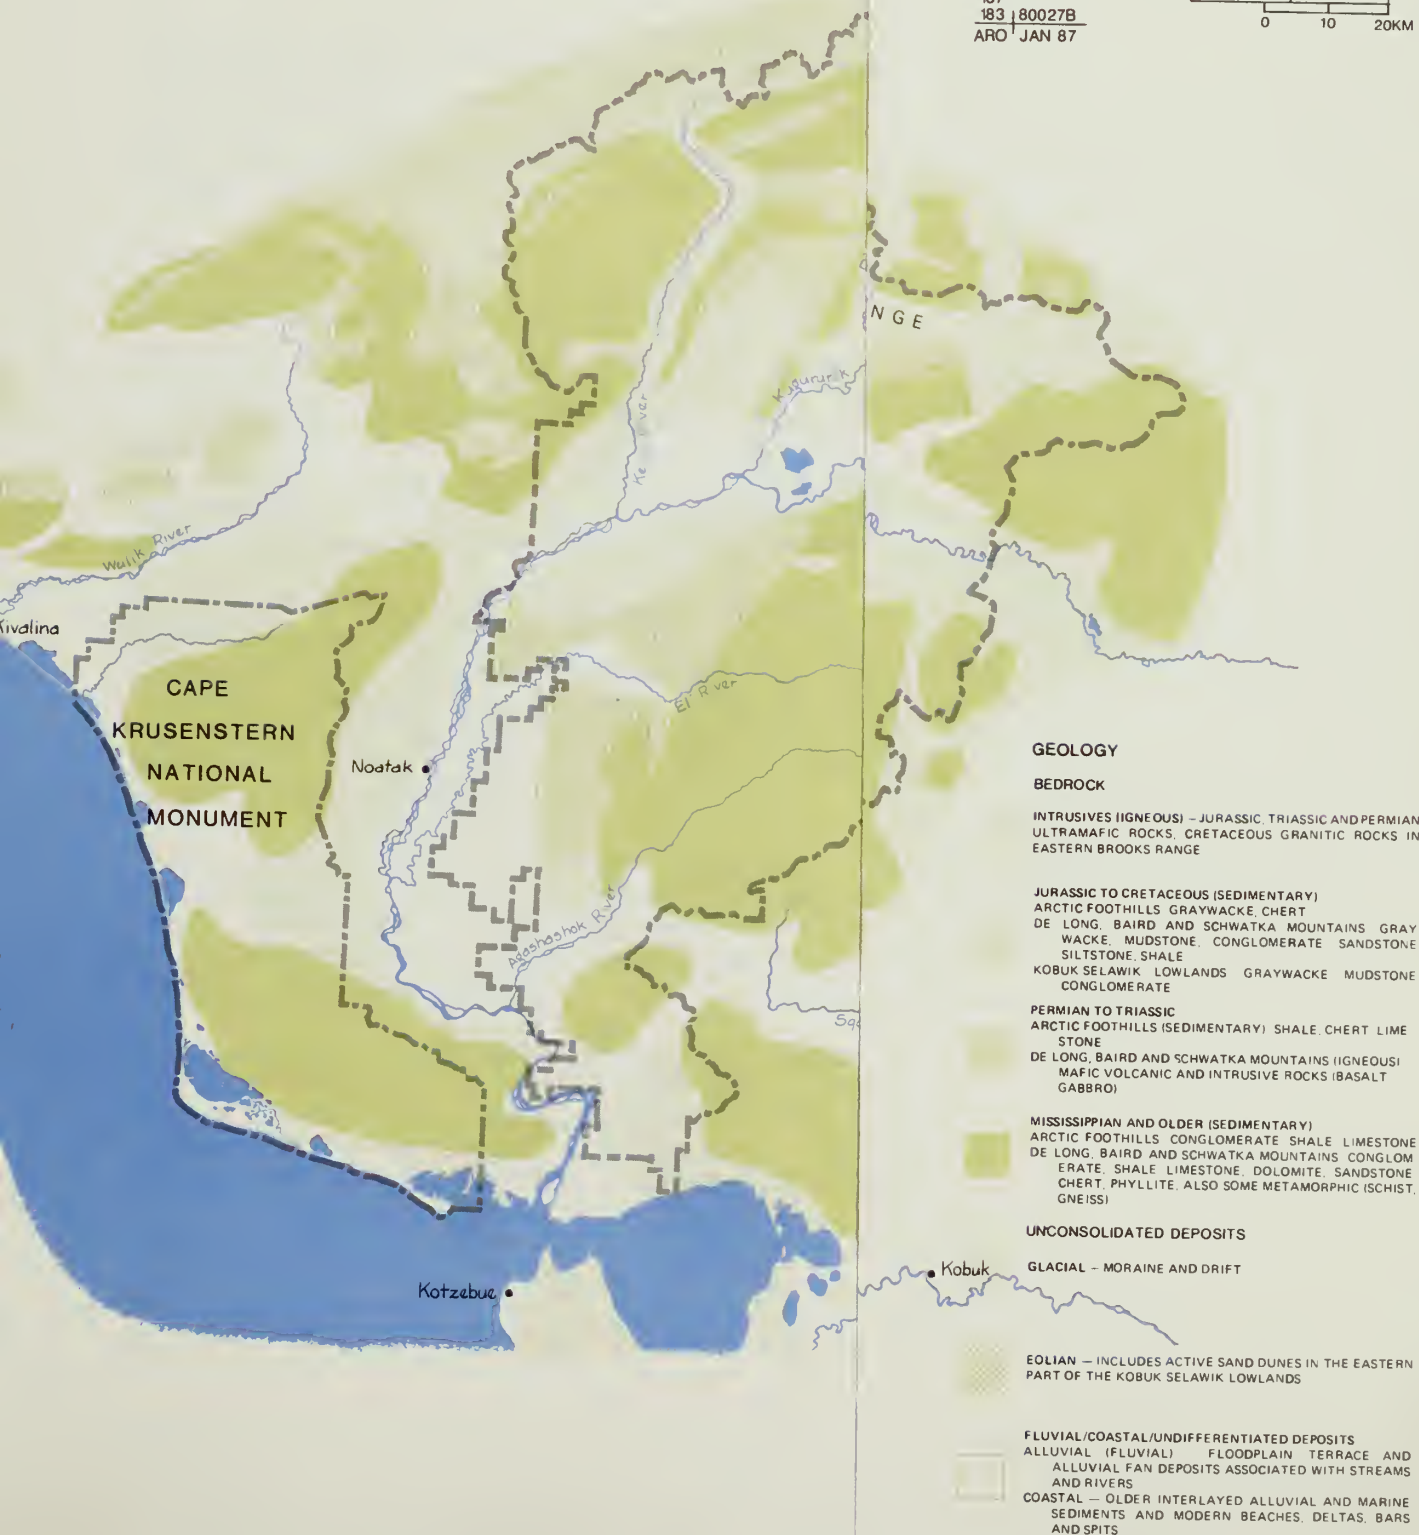 183 80027B
ARO JAN 87
0 10 20KM
NGE
Kugururok
River
Wulik River
Kivalina
CAPE
KRUSENSTERN
NATIONAL
MONUMENT
Noatak
Eli River
Agashashok River
Kotzebue
Kobuk
GEOLOGY
BEDROCK
INTRUSIVES (IGNEOUS) – JURASSIC, TRIASSIC AND PERMIAN
ULTRAMAFIC ROCKS, CRETACEOUS GRANITIC ROCKS IN
EASTERN BROOKS RANGE
JURASSIC TO CRETACEOUS (SEDIMENTARY)
ARCTIC FOOTHILLS GRAYWACKE, CHERT
DE LONG, BAIRD AND SCHWATKA MOUNTAINS GRAY
WACKE, MUDSTONE, CONGLOMERATE SANDSTONE
SILTSTONE, SHALE
KOBUK SELAWIK LOWLANDS GRAYWACKE MUDSTONE
CONGLOMERATE
PERMIAN TO TRIASSIC
ARCTIC FOOTHILLS (SEDIMENTARY) SHALE, CHERT LIME
STONE
DE LONG, BAIRD AND SCHWATKA MOUNTAINS (IGNEOUS)
MAFIC VOLCANIC AND INTRUSIVE ROCKS (BASALT
GABBRO)
MISSISSIPPIAN AND OLDER (SEDIMENTARY)
ARCTIC FOOTHILLS CONGLOMERATE SHALE LIMESTONE
DE LONG, BAIRD AND SCHWATKA MOUNTAINS CONGLOM
ERATE, SHALE LIMESTONE, DOLOMITE, SANDSTONE
CHERT, PHYLLITE, ALSO SOME METAMORPHIC (SCHIST,
GNEISS)
UNCONSOLIDATED DEPOSITS
GLACIAL – MORAINE AND DRIFT
EOLIAN – INCLUDES ACTIVE SAND DUNES IN THE EASTERN
PART OF THE KOBUK SELAWIK LOWLANDS
FLUVIAL/COASTAL/UNDIFFERENTIATED DEPOSITS
ALLUVIAL (FLUVIAL) FLOODPLAIN TERRACE AND
ALLUVIAL FAN DEPOSITS ASSOCIATED WITH STREAMS
AND RIVERS
COASTAL – OLDER INTERLAYED ALLUVIAL AND MARINE
SEDIMENTS AND MODERN BEACHES, DELTAS, BARS
AND SPITS